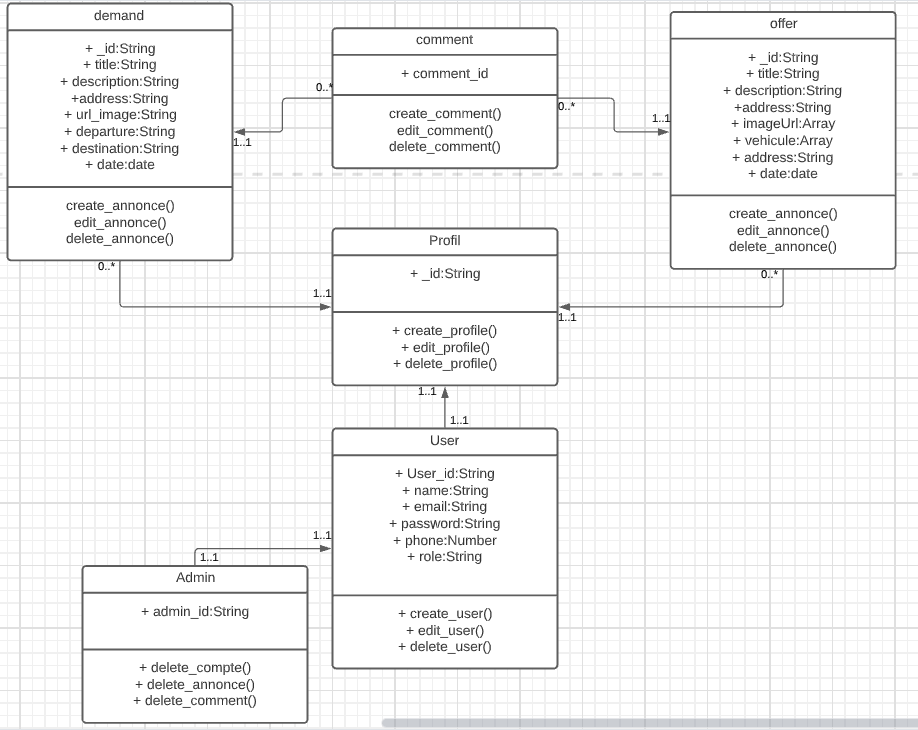 demand
+ _id:String
+ title:String
+ description:String
+address:String
+ url_image:String
+ departure:String
+ destination:String
+ date:date
create_annonce()
edit_annonce()
delete_annonce()
comment
+ comment_id
create_comment()
edit_comment()
delete_comment()
offer
+ _id:String
+ title:String
+ description:String
+address:String
+ imageUrl:Array
+ vehicule:Array
+ address:String
+ date:date
create_annonce()
edit_annonce()
delete_annonce()
0..*
1..1
0..*
1..1
0..*
1..1
0..*
1..1
Profil
+ _id:String
+ create_profile()
+ edit_profile()
+ delete_profile()
1..1
1..1
User
+ User_id:String
+ name:String
+ email:String
+ password:String
+ phone:Number
+ role:String
+ create_user()
+ edit_user()
+ delete_user()
1..1
1..1
Admin
+ admin_id:String
+ delete_compte()
+ delete_annonce()
+ delete_comment()